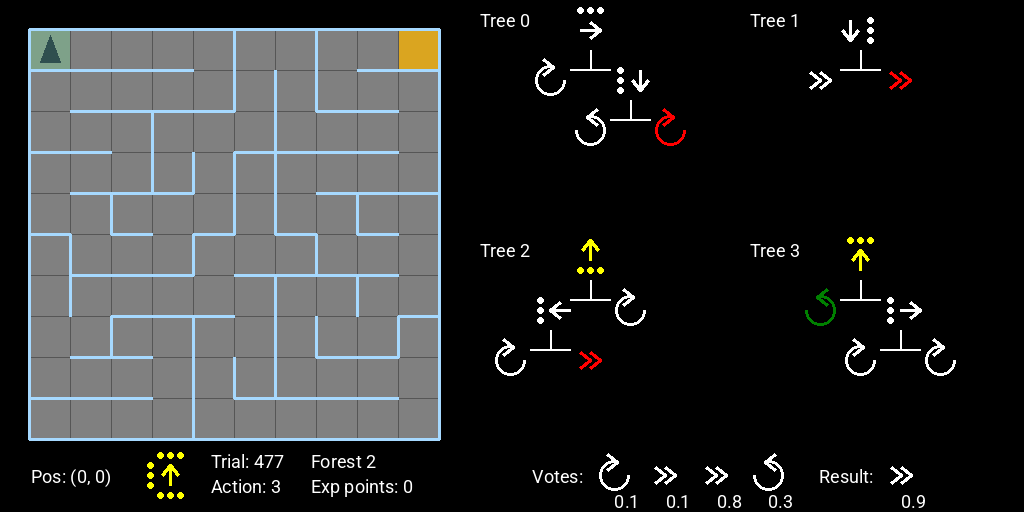 Tree 0
Tree 1
Tree 2
Tree 3
Pos: (0, 0)
Trial: 477
Forest 2
Action: 3
Exp points: 0
Votes:
0.1
0.1
0.8
0.3
Result:
0.9